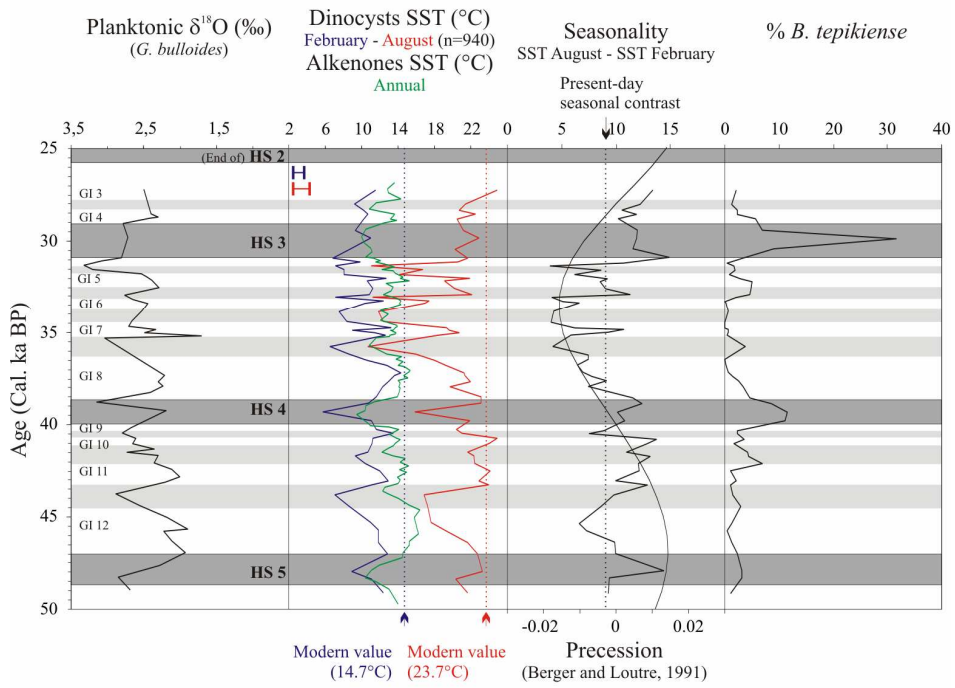 Planktonic δ¹⁸O (‰)
(G. bulloides)
Dinocysts SST (°C)
February - August (n=940)
Alkenones SST (°C)
Annual
Seasonality
SST August - SST February
Present-day
seasonal contrast
% B. tepikiense
3,5 2,5 1,5 2 6 10 14 18 22 0 5 10 15 0 10 20 30 40
Age (Cal. ka BP)
25
30
35
40
45
50
(End of) HS 2
GI 3
GI 4
HS 3
GI 5
GI 6
GI 7
GI 8
HS 4
GI 9
GI 10
GI 11
GI 12
HS 5
-0.02 0 0.02
Modern value
(14.7°C)
Modern value
(23.7°C)
Precession
(Berger and Loutre, 1991)